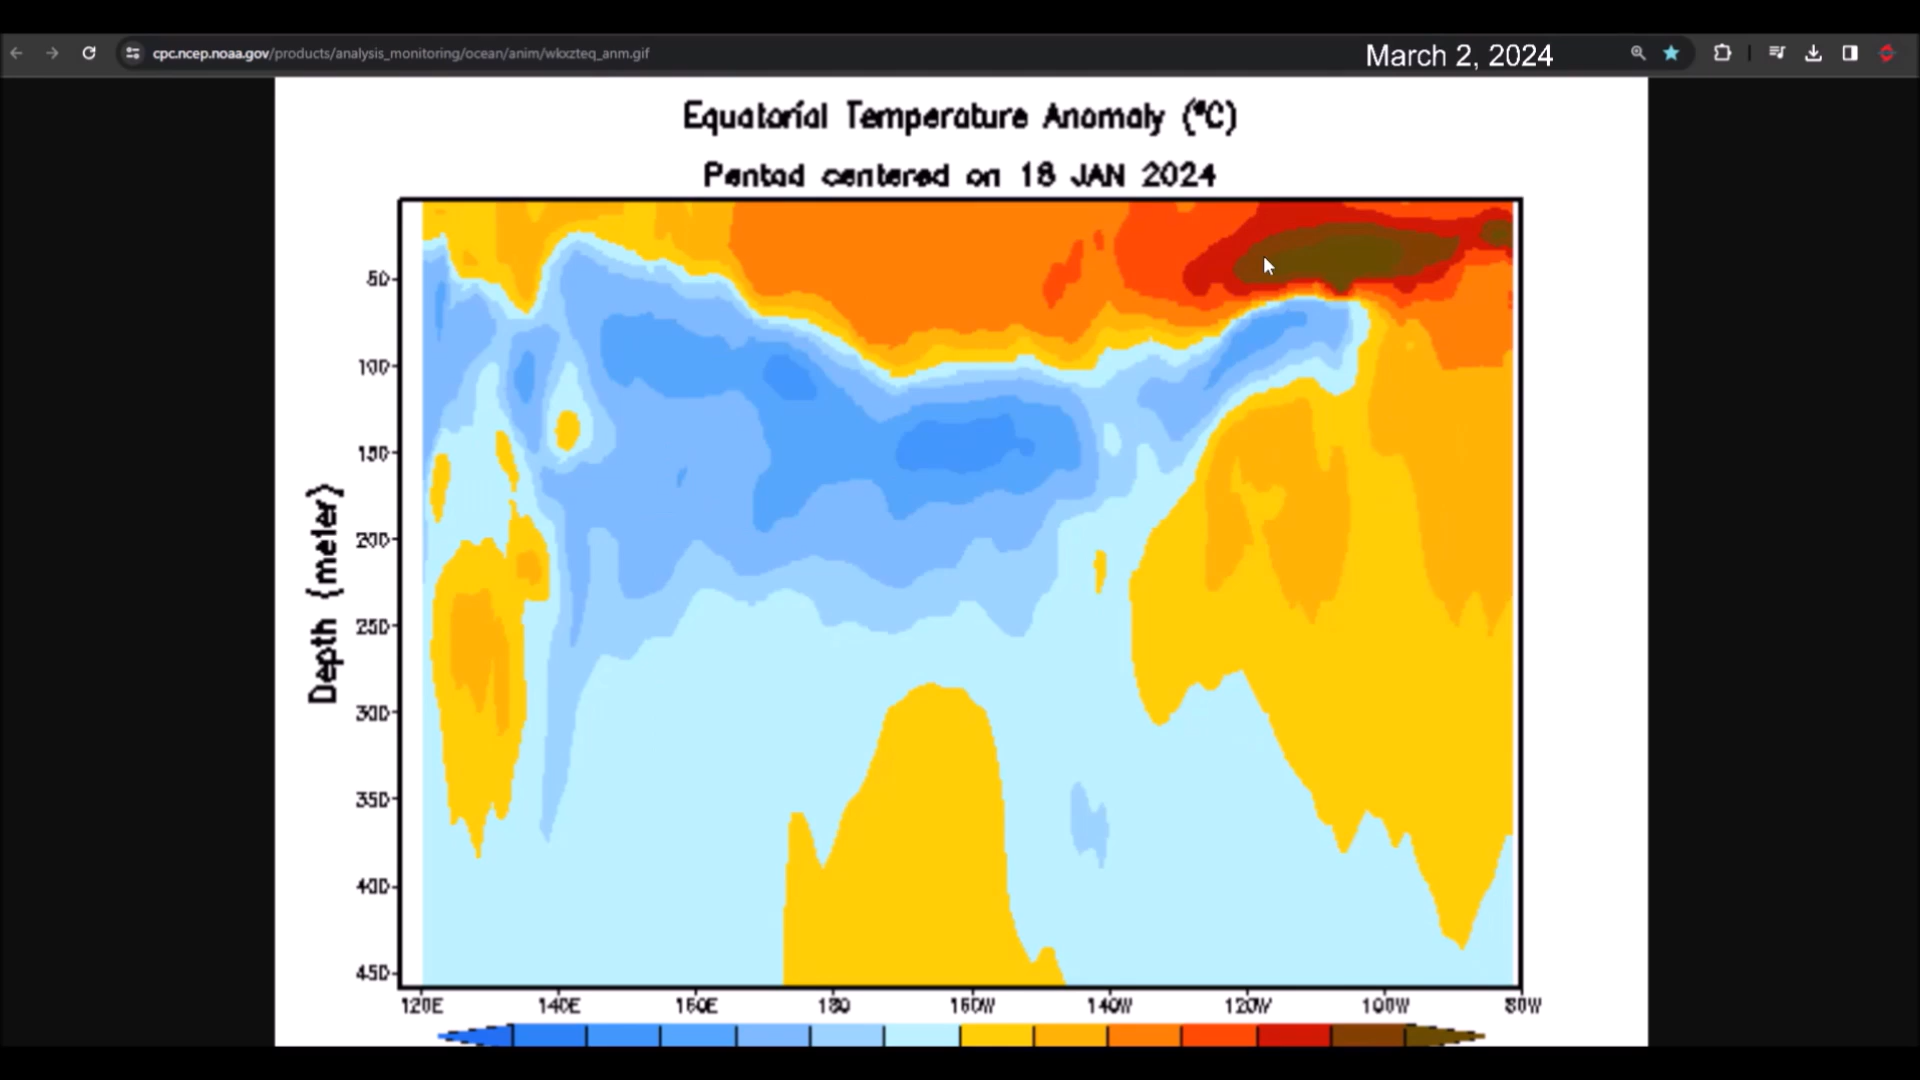 cpc.ncep.noaa.gov/products/analysis_monitoring/ocean/anim/wkxzteq_anm.gif
March 2, 2024
Equatorial Temperature Anomaly (°C)
Pentad centered on 18 JAN 2024
Depth (meter)
50
100
150
200
250
300
350
400
450
120E 140E 160E 180 160W 140W 120W 100W 80W